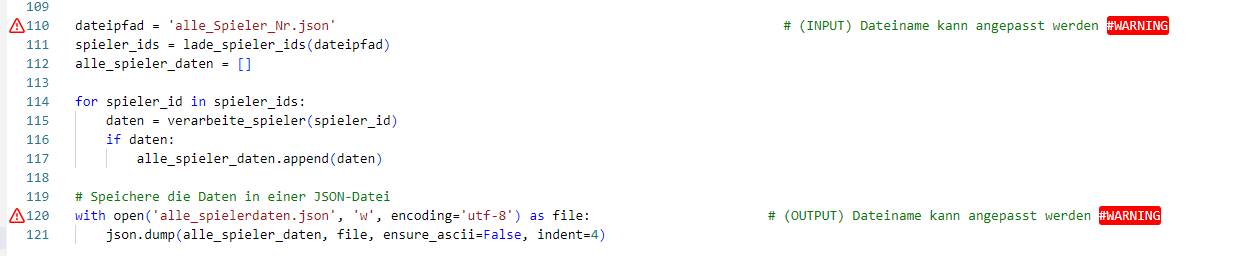 109
110 dateipfad = 'alle_Spieler_Nr.json' # (INPUT) Dateiname kann angepasst werden #WARNING
111 spieler_ids = lade_spieler_ids(dateipfad)
112 alle_spieler_daten = []
113
114 for spieler_id in spieler_ids:
115     daten = verarbeite_spieler(spieler_id)
116     if daten:
117         alle_spieler_daten.append(daten)
118
119 # Speichere die Daten in einer JSON-Datei
120 with open('alle_spielerdaten.json', 'w', encoding='utf-8') as file: # (OUTPUT) Dateiname kann angepasst werden #WARNING
121     json.dump(alle_spieler_daten, file, ensure_ascii=False, indent=4)